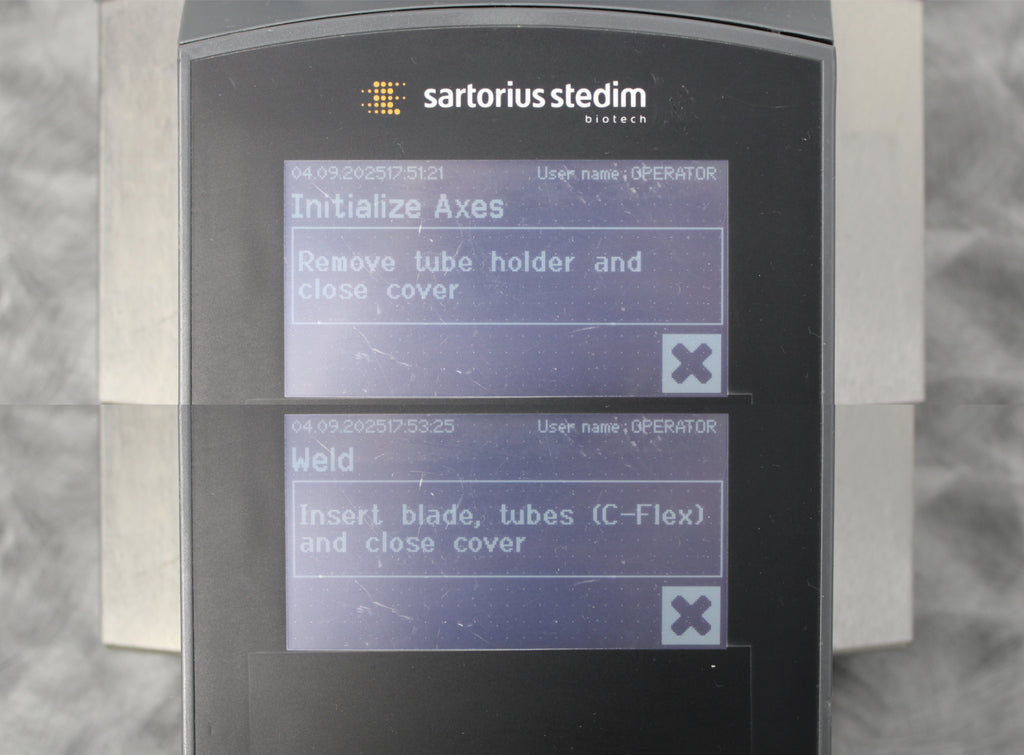 sartorius stedim
biotech
04.09.202517:51:21 User name :OPERATOR
Initialize Axes
Remove tube holder and
close cover
04.09.202517:53:25 User name :OPERATOR
Weld
Insert blade, tubes (C-Flex)
and close cover